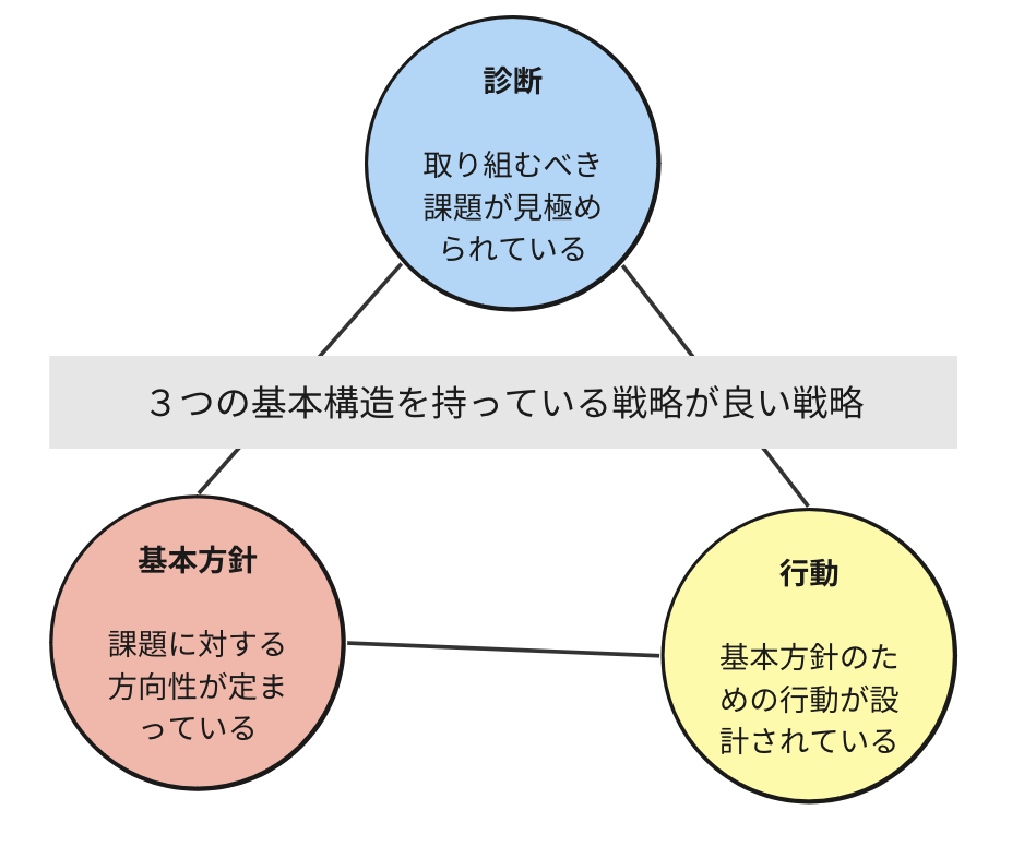 診断
取り組むべき
課題が見極め
られている
３つの基本構造を持っている戦略が良い戦略
基本方針
課題に対する
方向性が定ま
っている
行動
基本方針のた
めの行動が設
計されている